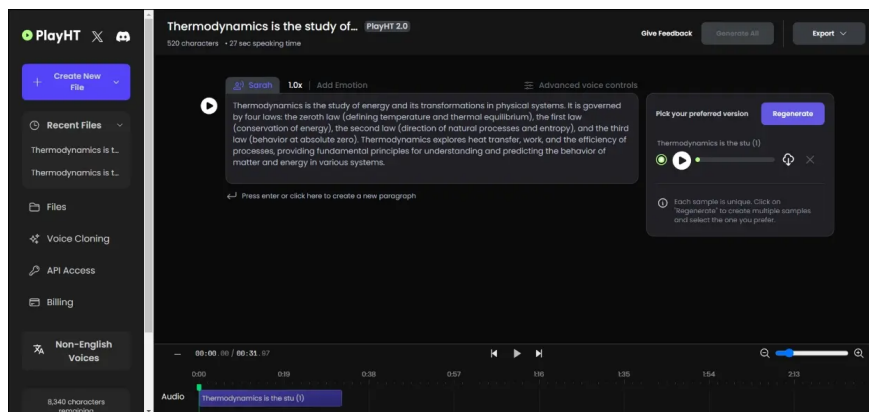 PlayHT
Create New
File
Recent Files
Thermodynamics is t...
Thermodynamics is t...
Files
Voice Cloning
API Access
Billing
Non-English
Voices
8,340 characters
remaining
Thermodynamics is the study of... PlayHT 2.0
520 characters • 27 sec speaking time
Give Feedback
Generate All
Export
Sarah 1.0x Add Emotion
Advanced voice controls
Thermodynamics is the study of energy and its transformations in physical systems. It is governed
by four laws: the zeroth law (defining temperature and thermal equilibrium), the first law
(conservation of energy), the second law (direction of natural processes and entropy), and the third
law (behavior at absolute zero). Thermodynamics explores heat transfer, work, and the efficiency of
processes, providing fundamental principles for understanding and predicting the behavior of
matter and energy in various systems.
Press enter or click here to create a new paragraph
Pick your preferred version
Regenerate
Thermodynamics is the stu (1)
Each sample is unique. Click on
"Regenerate" to create multiple samples
and select the one you prefer.
00:00.00 / 00:31.97
0:00 0:19 0:38 0:57 1:16 1:35 1:54 2:13
Audio
Thermodynamics is the stu (1)